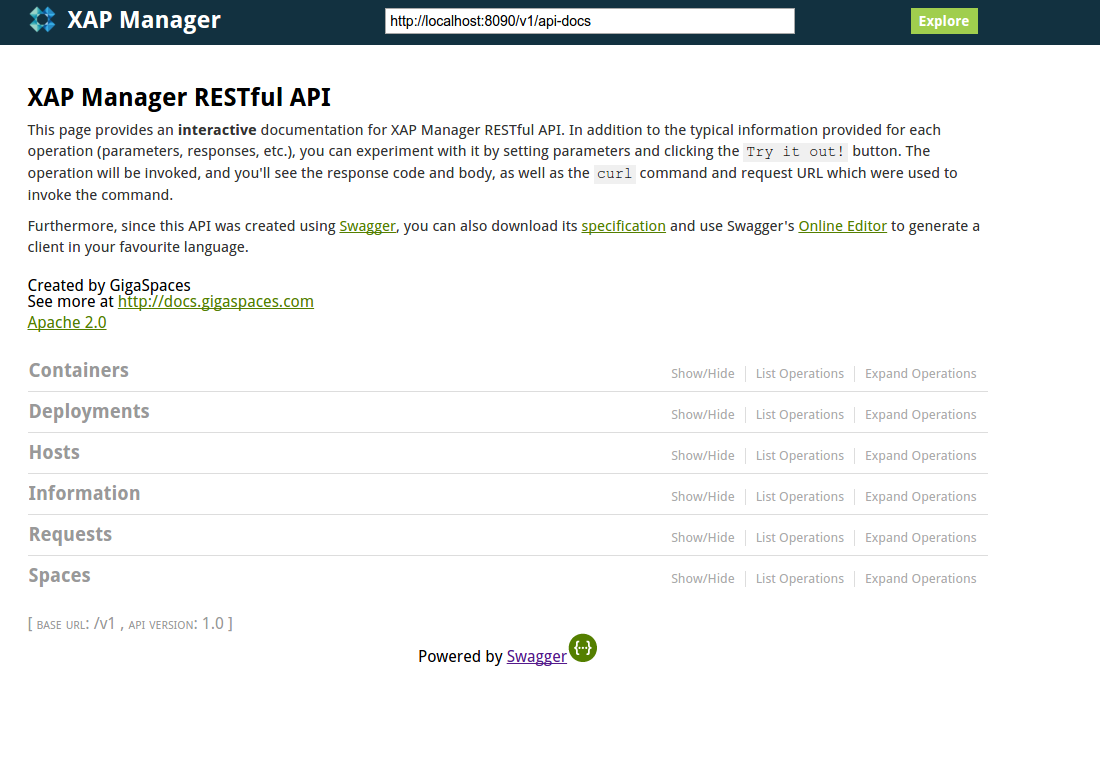 XAP Manager
http://localhost:8090/v1/api-docs
Explore
XAP Manager RESTful API
This page provides an interactive documentation for XAP Manager RESTful API. In addition to the typical information provided for each
operation (parameters, responses, etc.), you can experiment with it by setting parameters and clicking the Try it out! button. The
operation will be invoked, and you'll see the response code and body, as well as the curl command and request URL which were used to
invoke the command.
Furthermore, since this API was created using Swagger, you can also download its specification and use Swagger's Online Editor to generate a
client in your favourite language.
Created by GigaSpaces
See more at http://docs.gigaspaces.com
Apache 2.0
Containers Show/Hide List Operations Expand Operations
Deployments Show/Hide List Operations Expand Operations
Hosts Show/Hide List Operations Expand Operations
Information Show/Hide List Operations Expand Operations
Requests Show/Hide List Operations Expand Operations
Spaces Show/Hide List Operations Expand Operations
[ BASE URL: /v1 , API VERSION: 1.0 ]
Powered by Swagger {···}